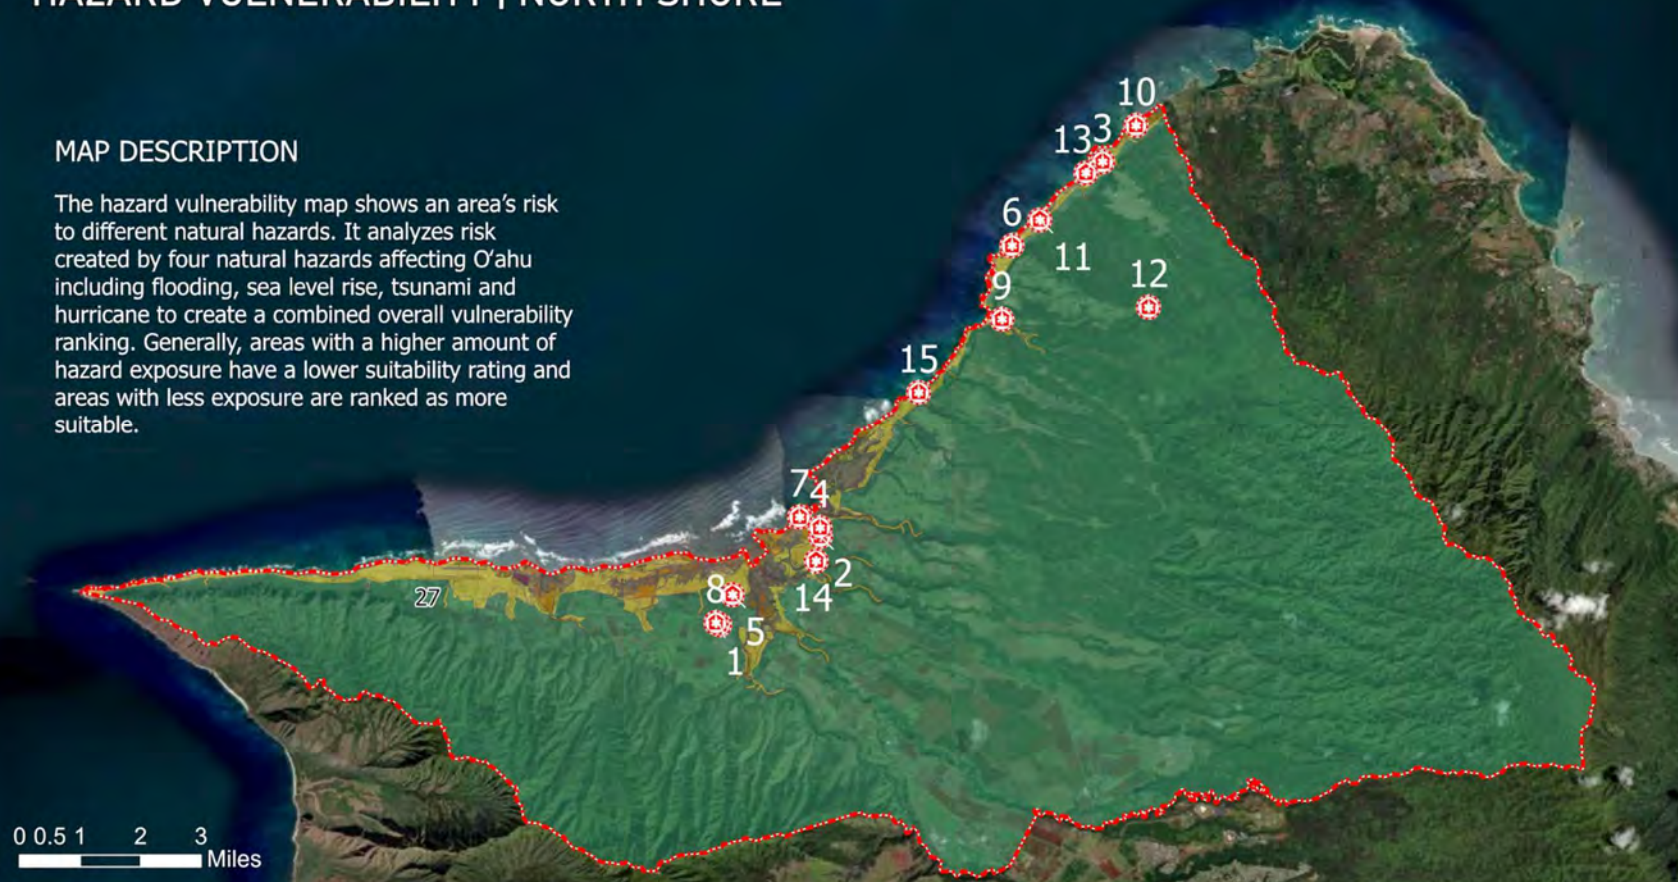 HAZARD VULNERABILITY | NORTH SHORE
MAP DESCRIPTION
The hazard vulnerability map shows an area's risk
to different natural hazards. It analyzes risk
created by four natural hazards affecting O'ahu
including flooding, sea level rise, tsunami and
hurricane to create a combined overall vulnerability
ranking. Generally, areas with a higher amount of
hazard exposure have a lower suitability rating and
areas with less exposure are ranked as more
suitable.
10
13
3
6
11
12
9
15
7
4
2
14
8
5
1
27
0 0.5 1 2 3
Miles